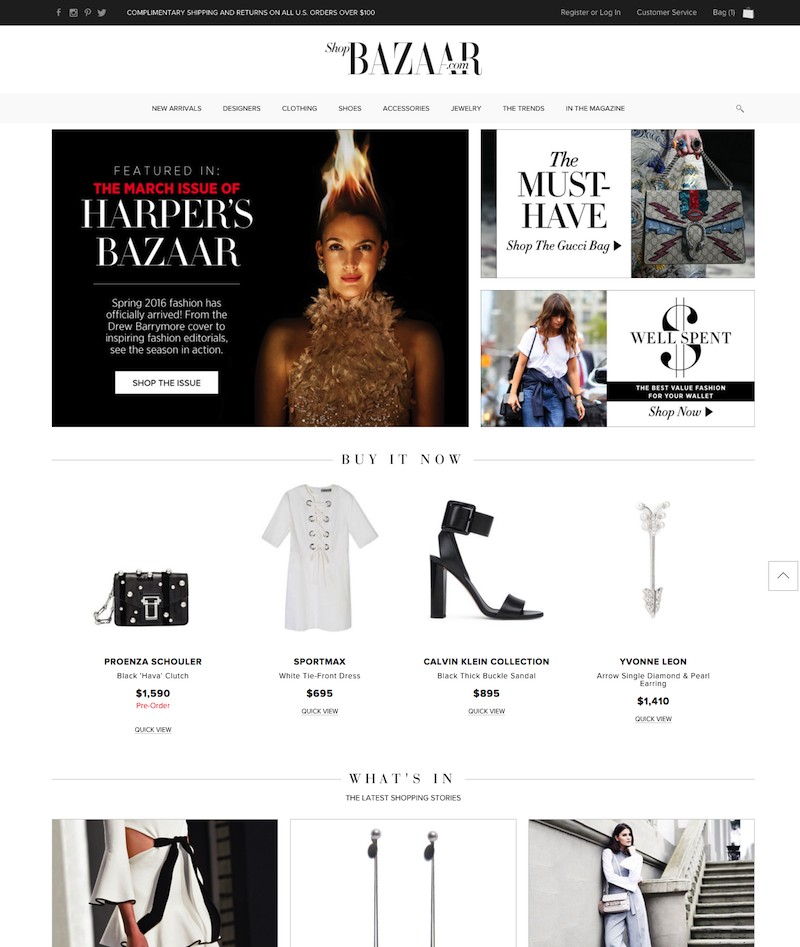 COMPLIMENTARY SHIPPING AND RETURNS ON ALL U.S. ORDERS OVER $100
Register or Log In
Customer Service
Bag (1)
Shop BAZAAR.com
NEW ARRIVALS
DESIGNERS
CLOTHING
SHOES
ACCESSORIES
JEWELRY
THE TRENDS
IN THE MAGAZINE
FEATURED IN:
THE MARCH ISSUE OF
HARPER'S
BAZAAR
Spring 2016 fashion has
officially arrived! From the
Drew Barrymore cover to
inspiring fashion editorials,
see the season in action.
SHOP THE ISSUE
The
MUST-
HAVE
Shop The Gucci Bag
WELL SPENT
THE BEST VALUE FASHION
FOR YOUR WALLET
Shop Now
BUY IT NOW
PROENZA SCHOULER
Black 'Hava' Clutch
$1,590
Pre-Order
QUICK VIEW
SPORTMAX
White Tie-Front Dress
$695
QUICK VIEW
CALVIN KLEIN COLLECTION
Black Thick Buckle Sandal
$895
QUICK VIEW
YVONNE LEON
Arrow Single Diamond & Pearl
Earring
$1,410
QUICK VIEW
WHAT'S IN
THE LATEST SHOPPING STORIES